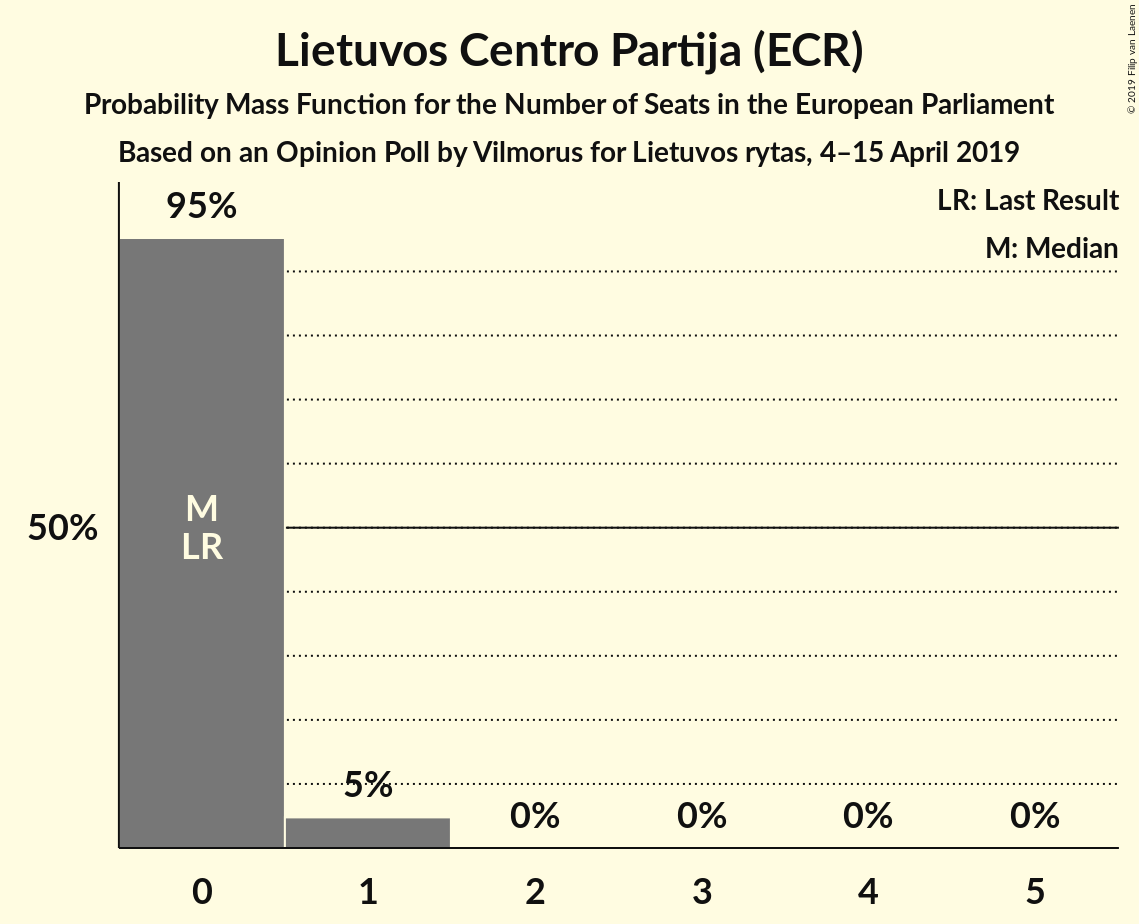 Lietuvos Centro Partija (ECR)
Probability Mass Function for the Number of Seats in the European Parliament
Based on an Opinion Poll by Vilmorus for Lietuvos rytas, 4–15 April 2019
© 2019 Filip van Laenen
LR: Last Result
M: Median
95%
50%
M
LR
5%
0%
0%
0%
0%
0
1
2
3
4
5